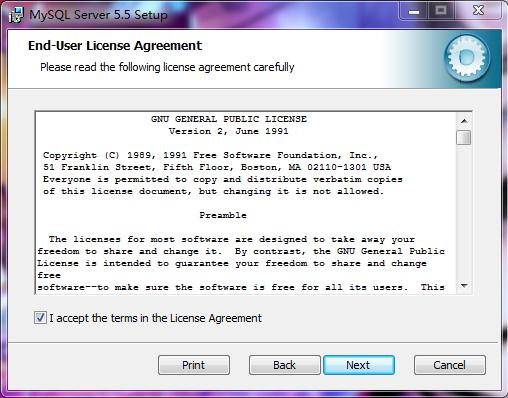 MySQL Server 5.5 Setup
End-User License Agreement
Please read the following license agreement carefully
GNU GENERAL PUBLIC LICENSE
Version 2, June 1991
Copyright (C) 1989, 1991 Free Software Foundation, Inc.,
51 Franklin Street, Fifth Floor, Boston, MA 02110-1301 USA
Everyone is permitted to copy and distribute verbatim copies
of this license document, but changing it is not allowed.
Preamble
The licenses for most software are designed to take away your
freedom to share and change it.  By contrast, the GNU General Public
License is intended to guarantee your freedom to share and change
free
software--to make sure the software is free for all its users.  This
I accept the terms in the License Agreement
Print Back Next Cancel